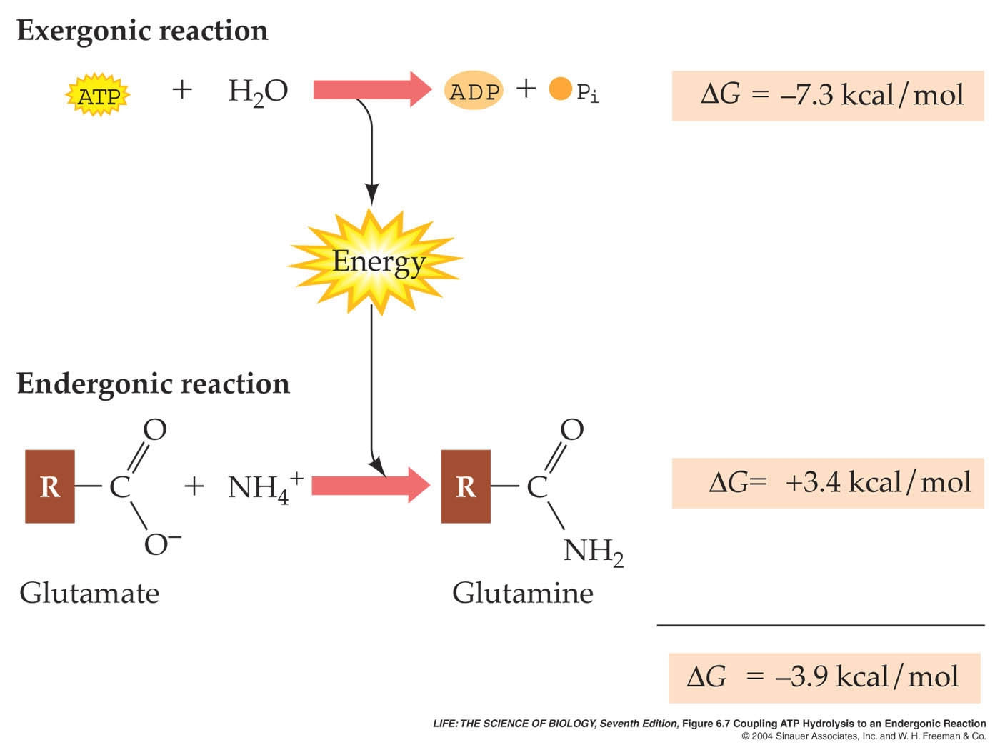 Exergonic reaction
ATP + H₂O ADP + Pᵢ ΔG = –7.3 kcal/mol
Energy
Endergonic reaction
O O
R C + NH₄⁺ R C ΔG= +3.4 kcal/mol
O⁻ NH₂
Glutamate Glutamine
ΔG = –3.9 kcal/mol
LIFE: THE SCIENCE OF BIOLOGY, Seventh Edition, Figure 6.7 Coupling ATP Hydrolysis to an Endergonic Reaction
© 2004 Sinauer Associates, Inc. and W. H. Freeman & Co.